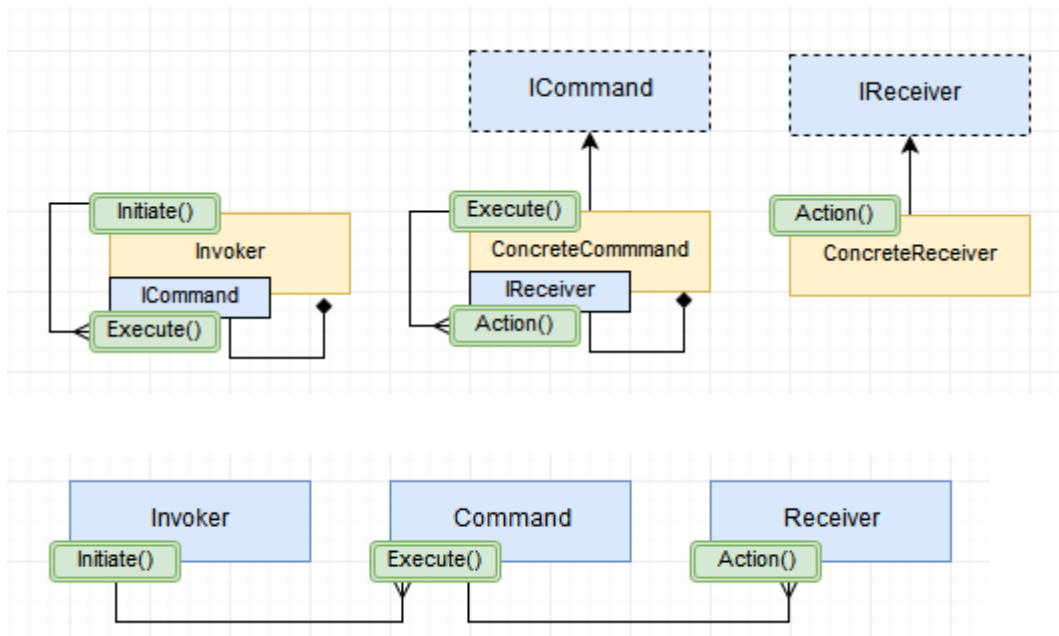 ICommand
IReceiver
Initiate()
Invoker
ICommand
Execute()
Execute()
ConcreteCommmand
IReceiver
Action()
Action()
ConcreteReceiver
Invoker
Initiate()
Command
Execute()
Receiver
Action()